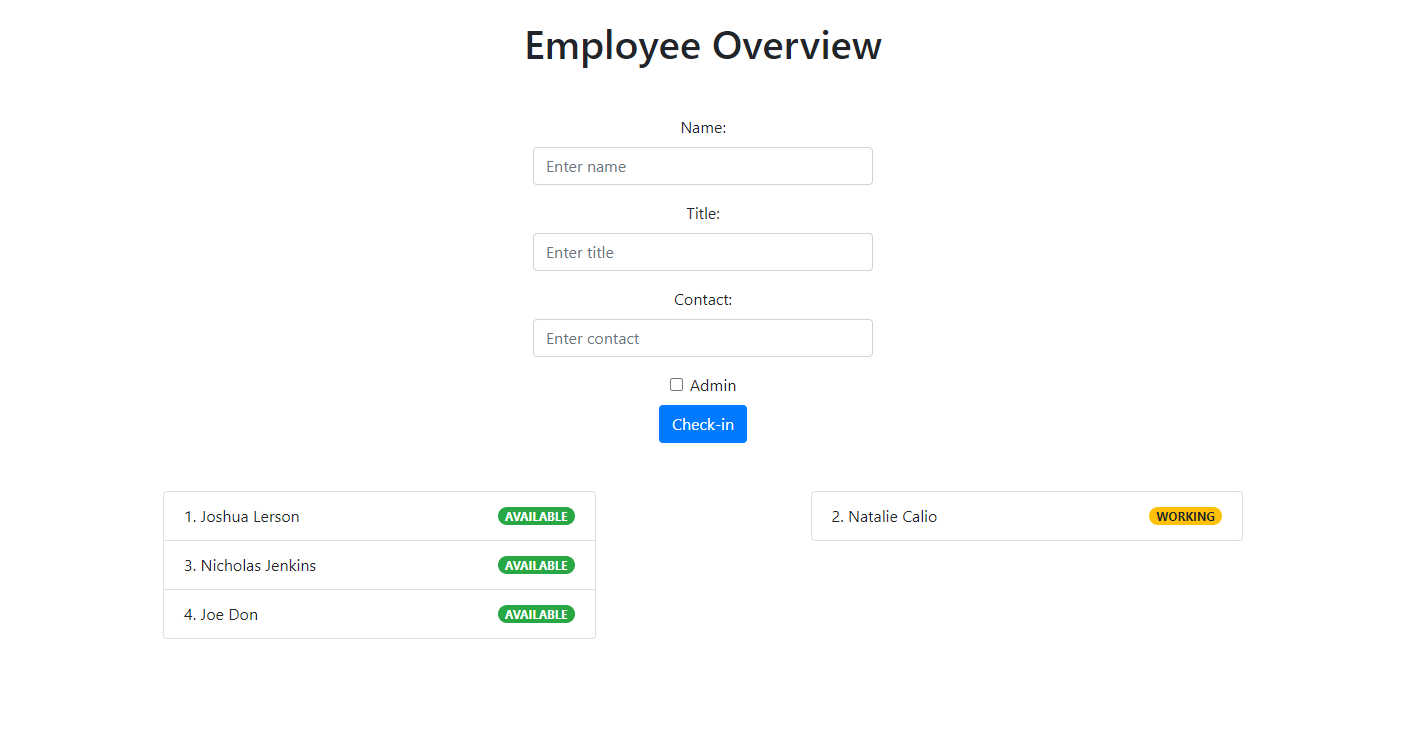 Employee Overview
Name:
Enter name
Title:
Enter title
Contact:
Enter contact
Admin
Check-in
1. Joshua Lerson AVAILABLE
3. Nicholas Jenkins AVAILABLE
4. Joe Don AVAILABLE
2. Natalie Calio WORKING